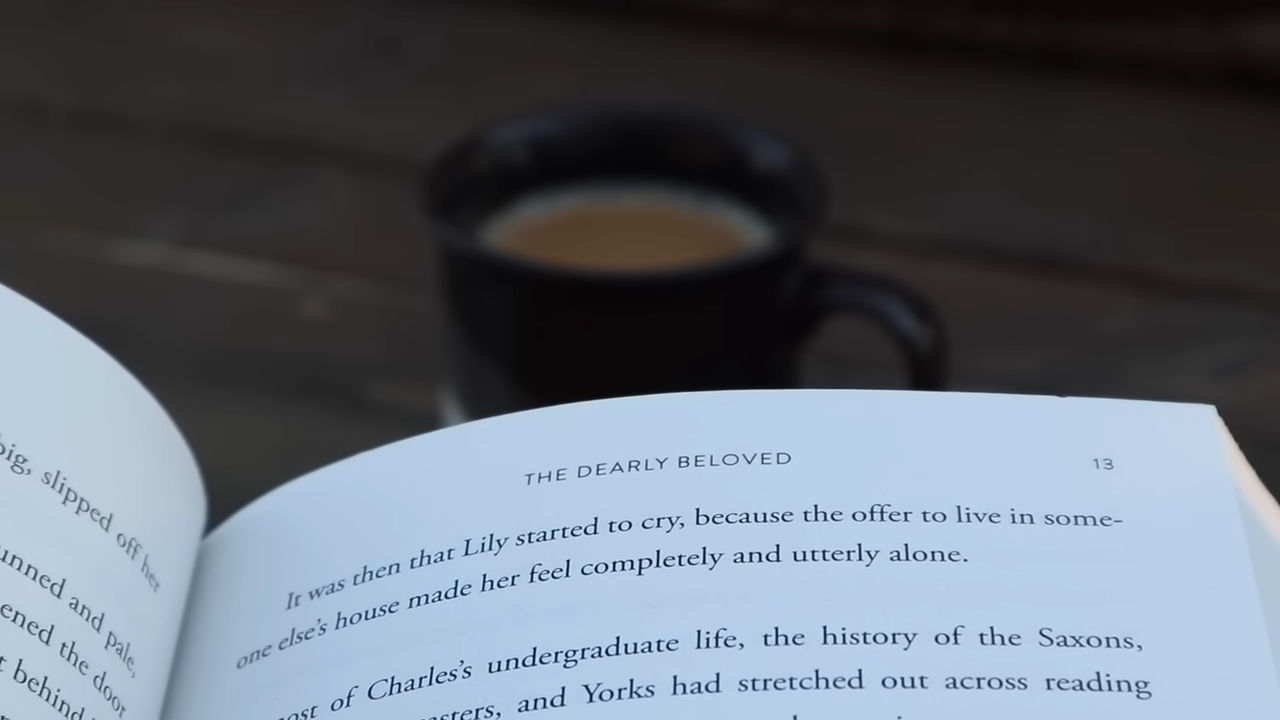 big, slipped off her
and pale,
the door
behind
THE DEARLY BELOVED 13
It was then that Lily started to cry, because the offer to live in some-
one else’s house made her feel completely and utterly alone.
of Charles’s undergraduate life, the history of the Saxons,
and Yorks had stretched out across reading